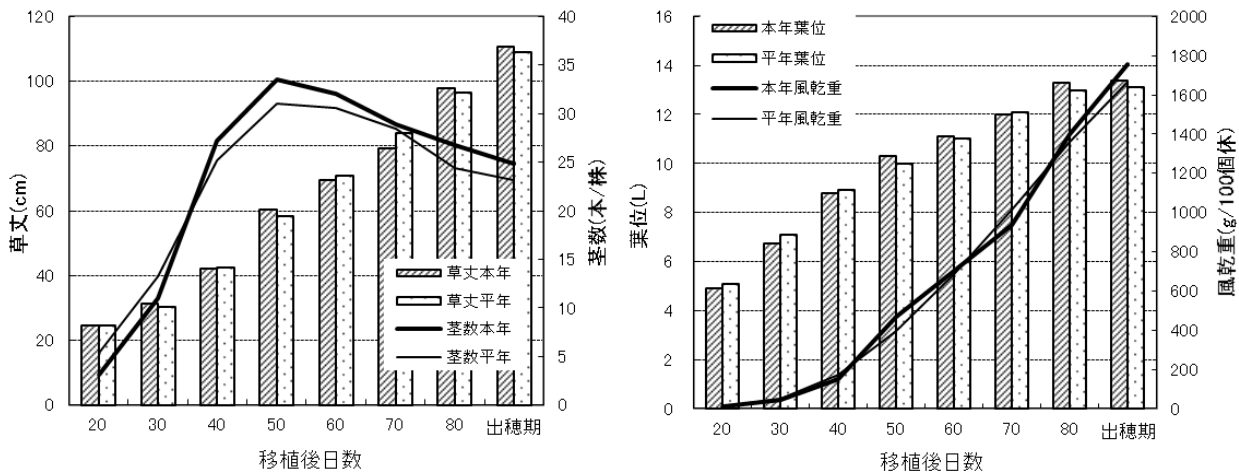 120
100
80
60
40
20
0
草丈(cm)
40
35
30
25
20
15
10
5
0
茎数(本/株)
草丈本年
草丈平年
茎数本年
茎数平年
20 30 40 50 60 70 80 出穂期
移植後日数
16
14
12
10
8
6
4
2
0
葉位(L)
本年葉位
平年葉位
本年風乾重
平年風乾重
2000
1800
1600
1400
1200
1000
800
600
400
200
0
風乾重(g/100個休)
20 30 40 50 60 70 80 出穂期
移植後日数